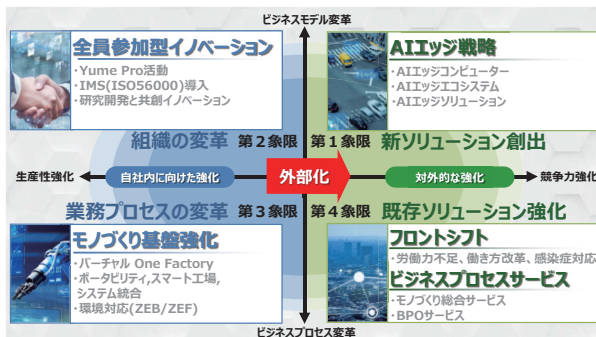 ビジネスモデル変革
全員参加型イノベーション
・Yume Pro活動
・IMS(ISO56000)導入
・研究開発と共創イノベーション
AIエッジ戦略
・AIエッジコンピューター
・AIエッジエコシステム
・AIエッジソリューション
組織の変革 第2象限
第1象限 新ソリューション創出
生産性強化
自社内に向けた強化
外部化
対外的な強化
競争力強化
業務プロセスの変革 第3象限
第4象限 既存ソリューション強化
モノづくり基盤強化
・バーチャル One Factory
・ポータビリティ,スマート工場,
システム統合
・環境対応(ZEB/ZEF)
フロントシフト
・労働力不足、働き方改革、感染症対応
ビジネスプロセスサービス
・モノづくり総合サービス
・BPOサービス
ビジネスプロセス変革